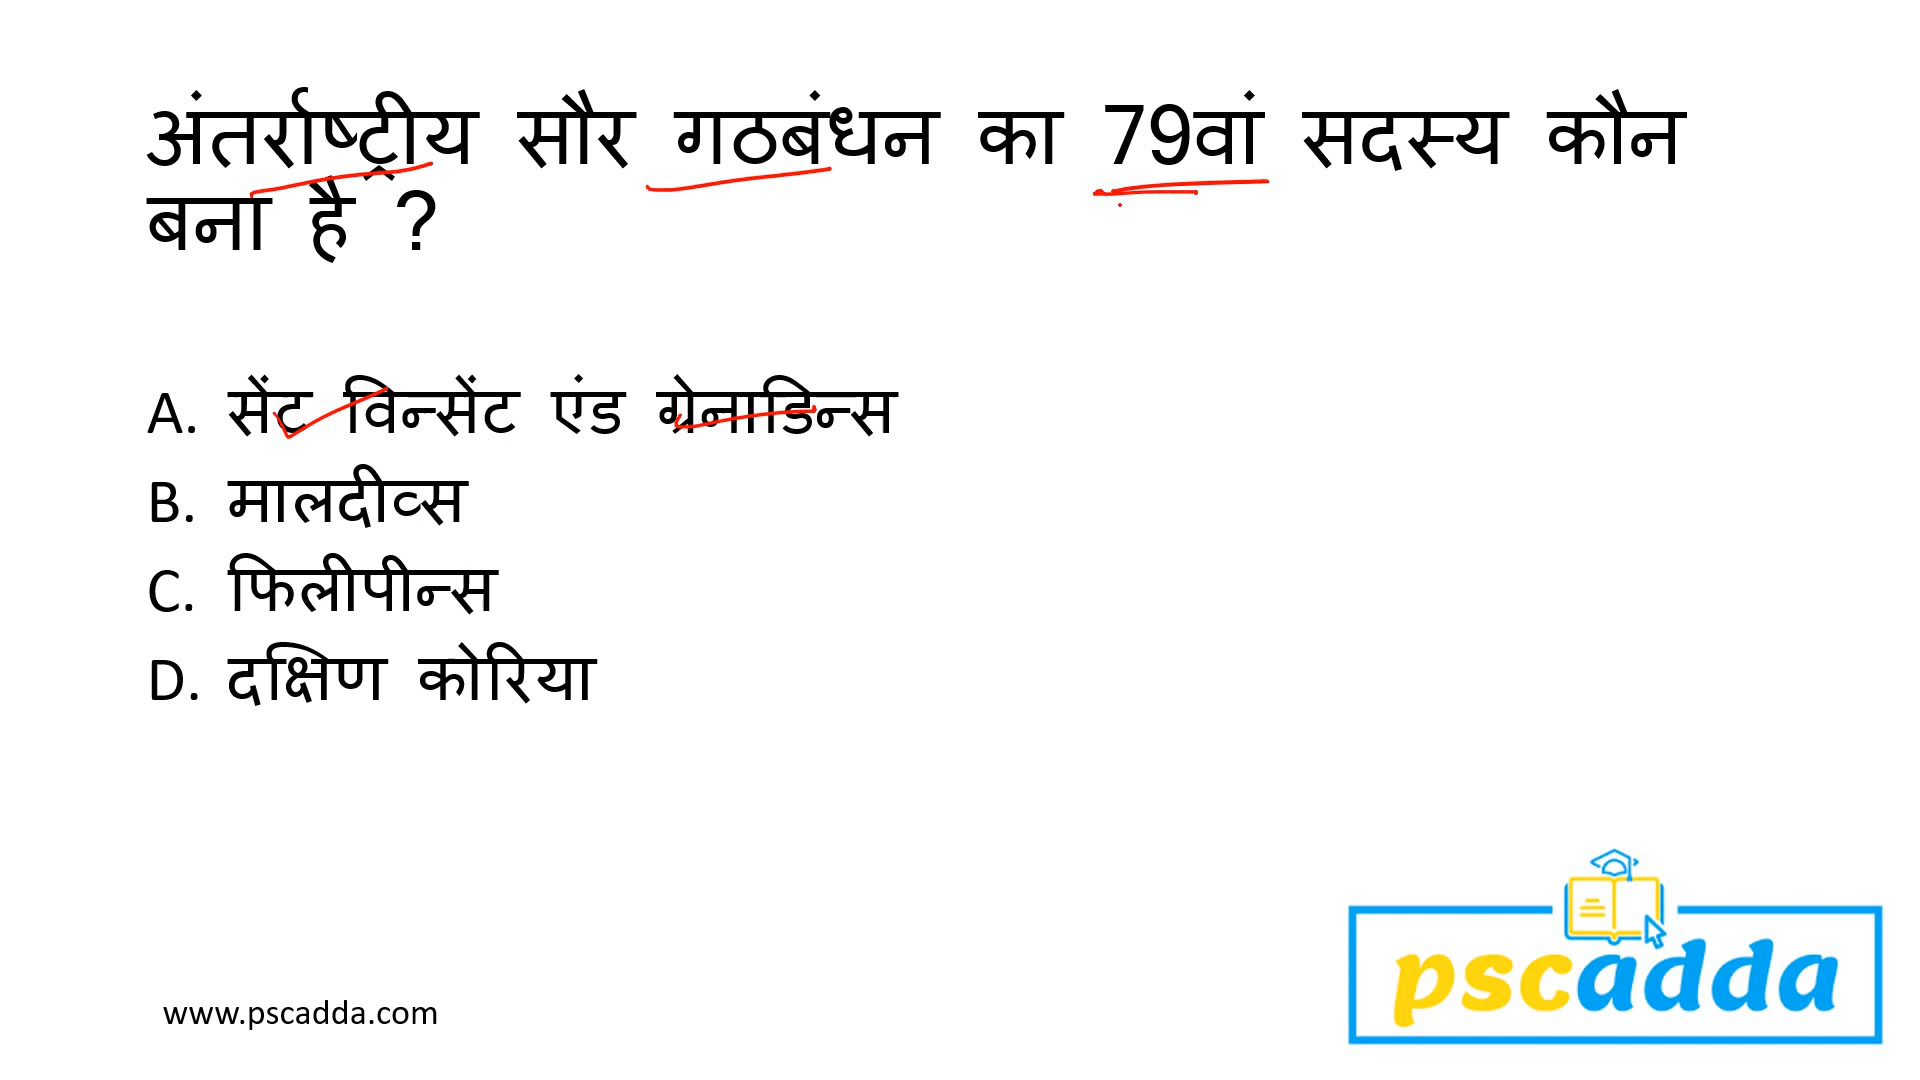 अंतर्राष्ट्रीय सौर गठबंधन का 79वां सदस्य कौन
बना है ?
A. सेंट विन्सेंट एंड ग्रेनाडिन्स
B. मालदीव्स
C. फिलीपीन्स
D. दक्षिण कोरिया
www.pscadda.com
pscadda